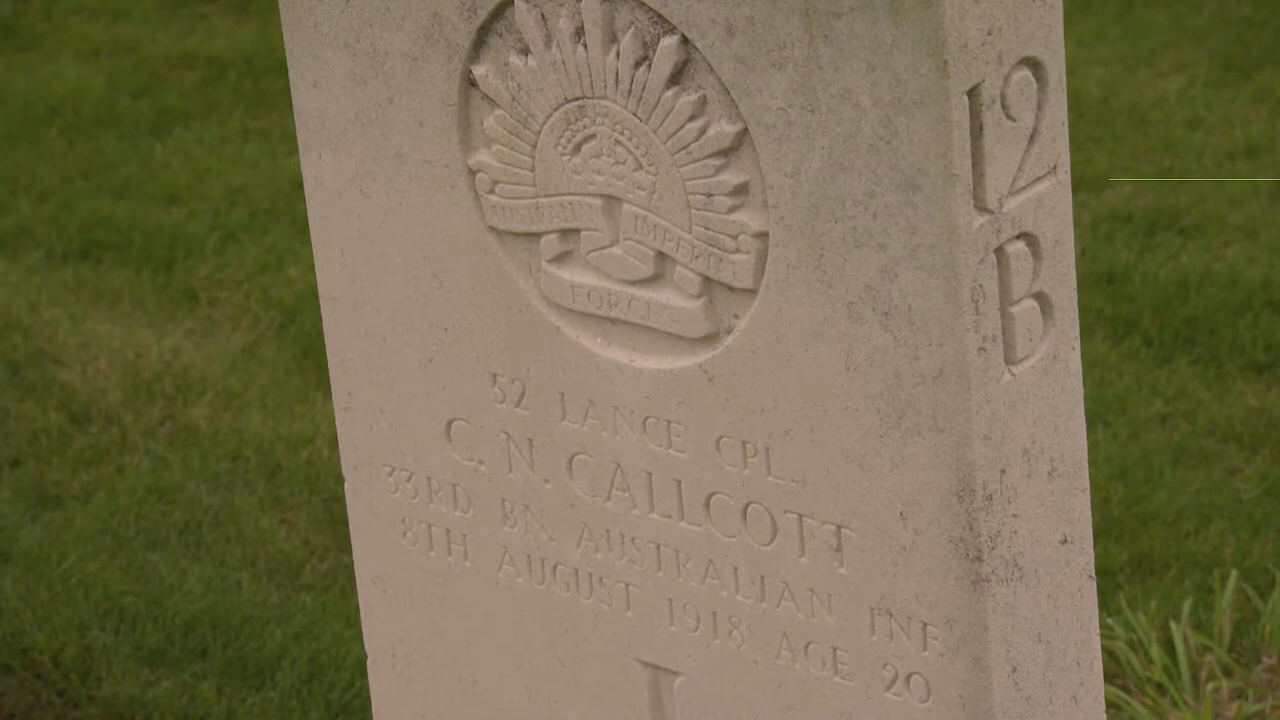 AUSTRALIAN
IMPERIAL
FORCE
52 LANCE CPL.
C. N. CALLCOTT
33RD BN. AUSTRALIAN INF.
8TH AUGUST 1918 AGE 20
12
B